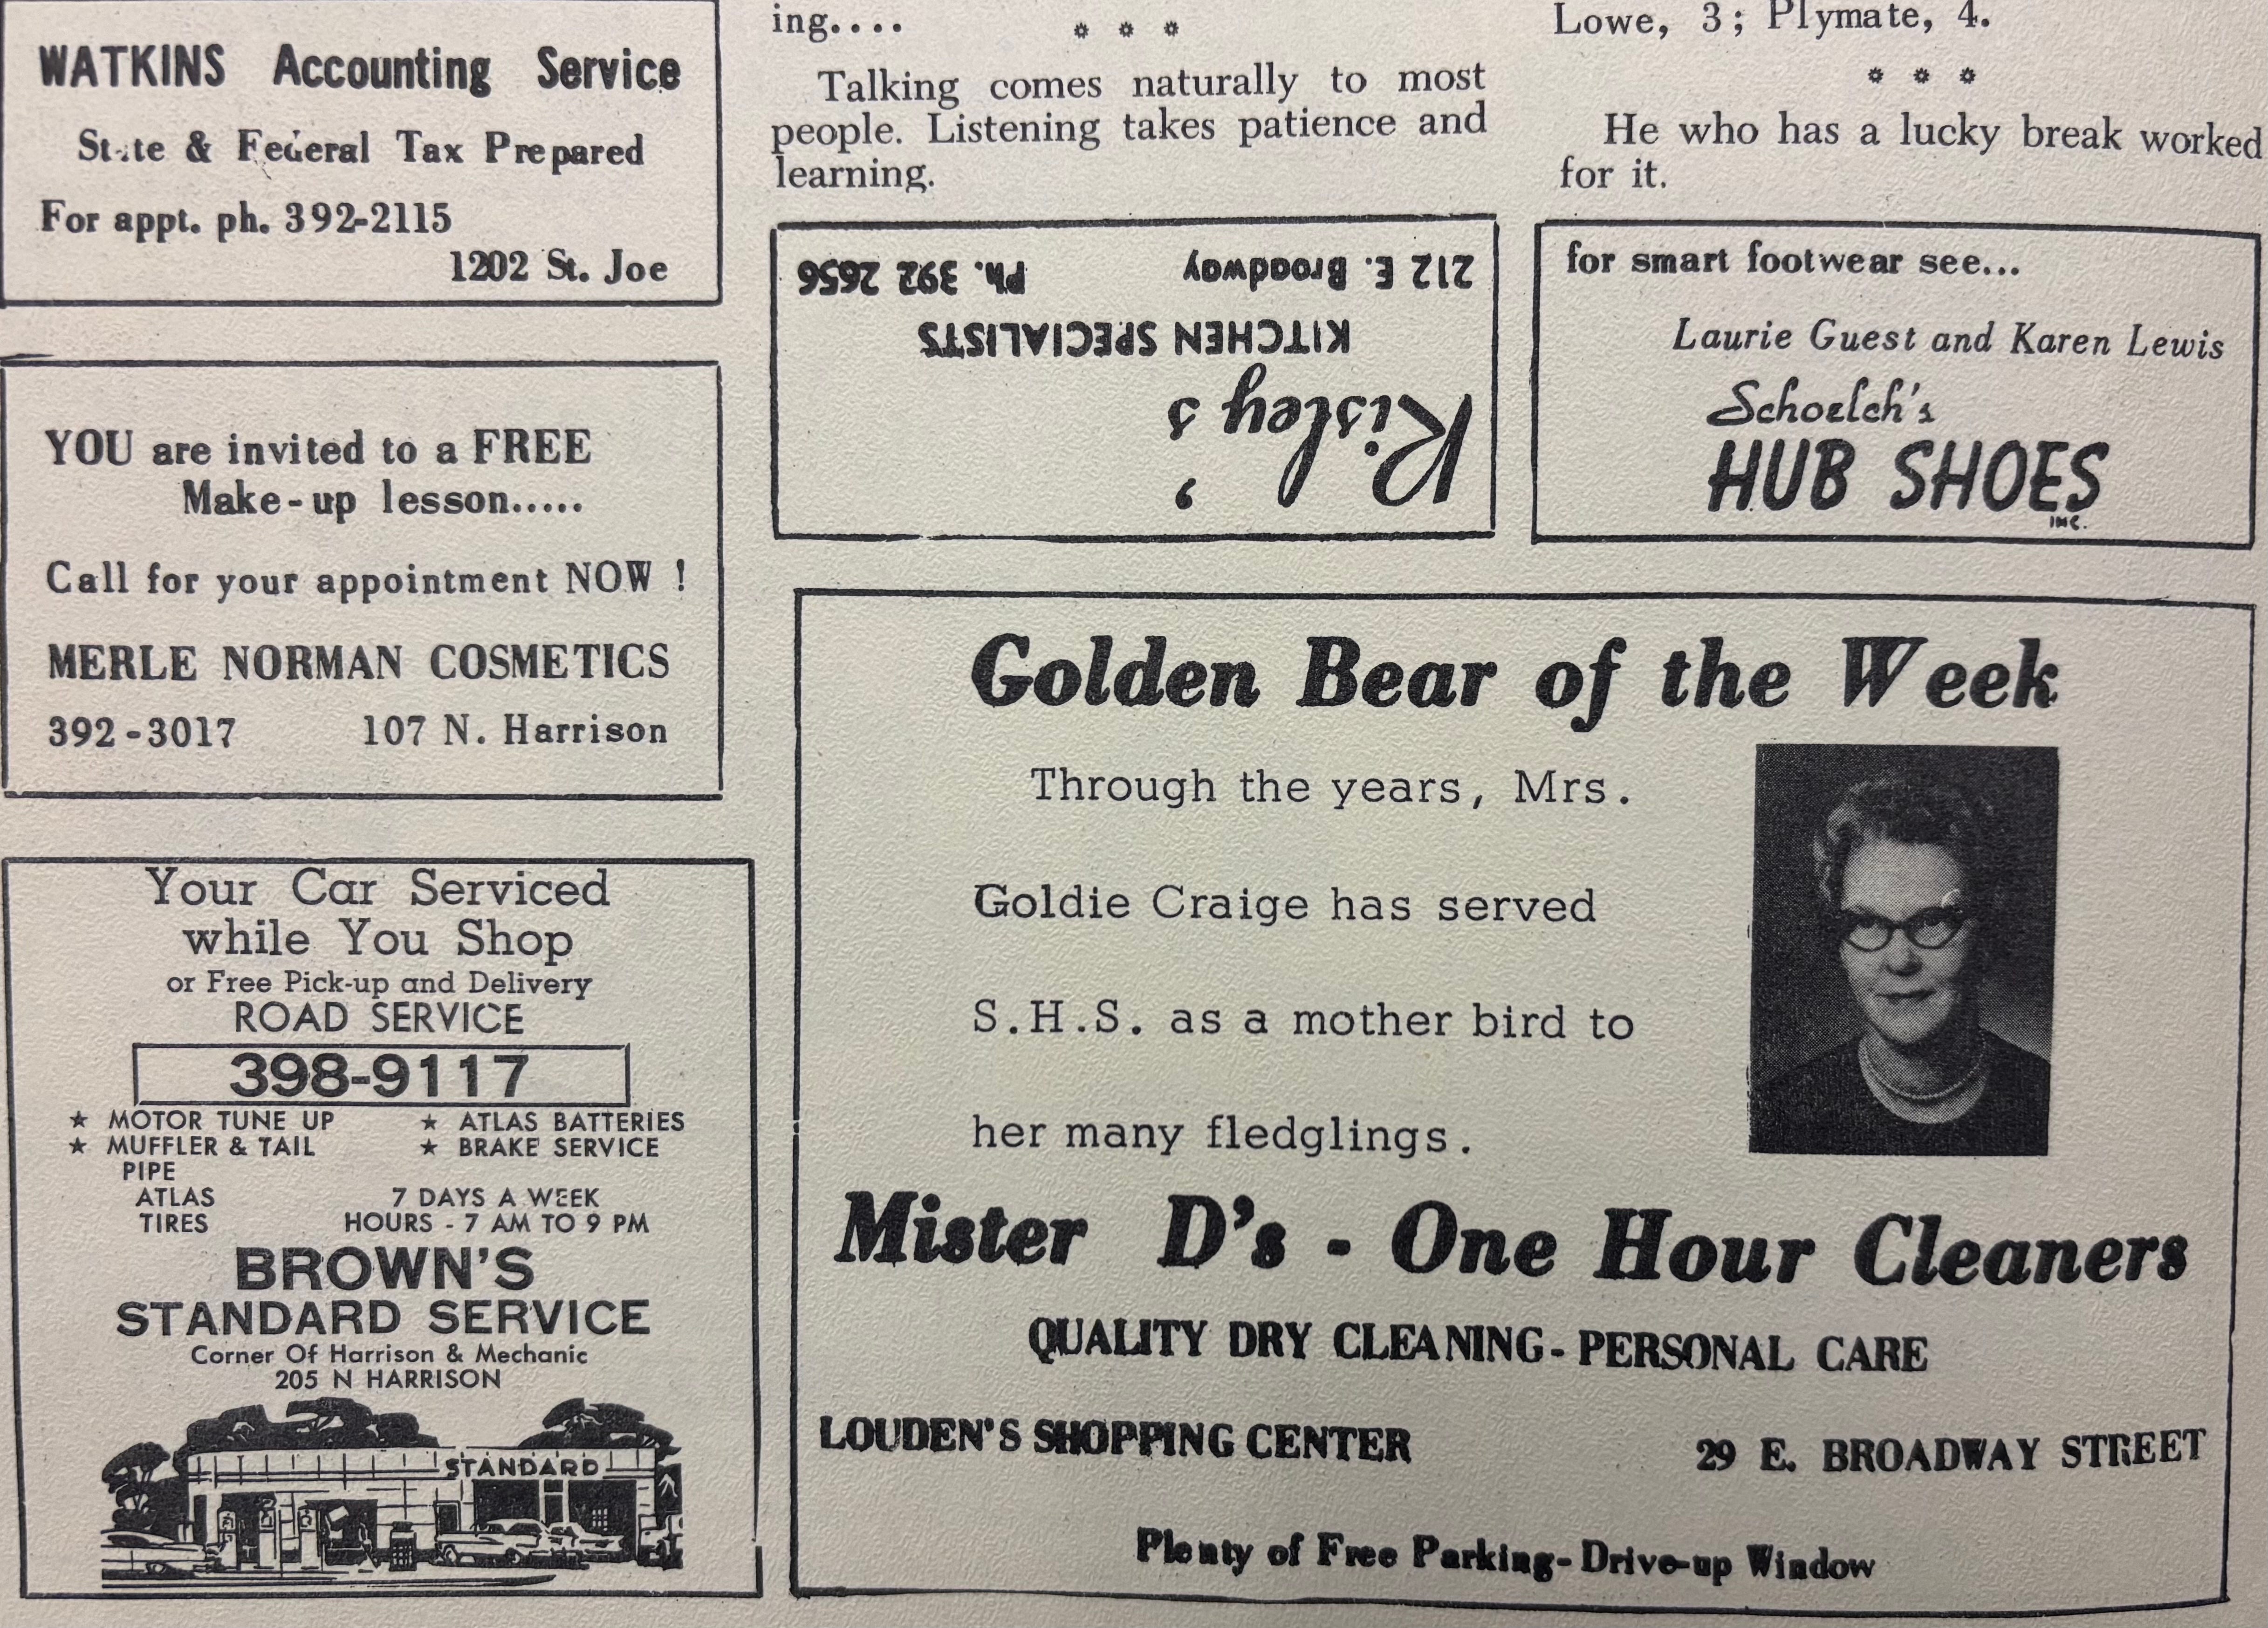 WATKINS Accounting Service
State & Federal Tax Prepared
For appt. ph. 392-2115
1202 St. Joe
YOU are invited to a FREE
Make-up lesson.....
Call for your appointment NOW !
MERLE NORMAN COSMETICS
392-3017 107 N. Harrison
Your Car Serviced
while You Shop
or Free Pick-up and Delivery
ROAD SERVICE
398-9117
★ MOTOR TUNE UP ★ ATLAS BATTERIES
★ MUFFLER & TAIL ★ BRAKE SERVICE
PIPE
ATLAS 7 DAYS A WEEK
TIRES HOURS - 7 AM TO 9 PM
BROWN'S
STANDARD SERVICE
Corner Of Harrison & Mechanic
205 N HARRISON
STANDARD
ing....
* * *
Talking comes naturally to most
people. Listening takes patience and
learning.
Risley's
KITCHEN SPECIALISTS
212 E. Broadway Ph. 392 2656
Lowe, 3; Plymate, 4.
* * *
He who has a lucky break worked
for it.
for smart footwear see...
Laurie Guest and Karen Lewis
Schoelch's
HUB SHOES
INC.
Golden Bear of the Week
Through the years, Mrs.
Goldie Craige has served
S.H.S. as a mother bird to
her many fledglings.
Mister D's - One Hour Cleaners
QUALITY DRY CLEANING - PERSONAL CARE
LOUDEN'S SHOPPING CENTER 29 E. BROADWAY STREET
Plenty of Free Parking - Drive-up Window